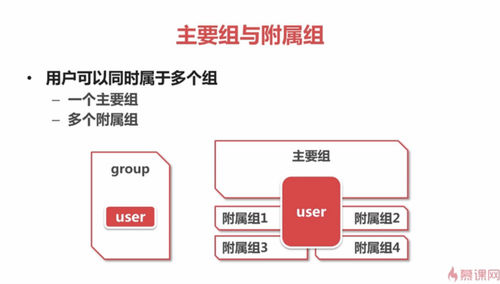 主要组与附属组
• 用户可以同时属于多个组
– 一个主要组
– 多个附属组
group
user
主要组
user
附属组1
附属组2
附属组3
附属组4
慕课网